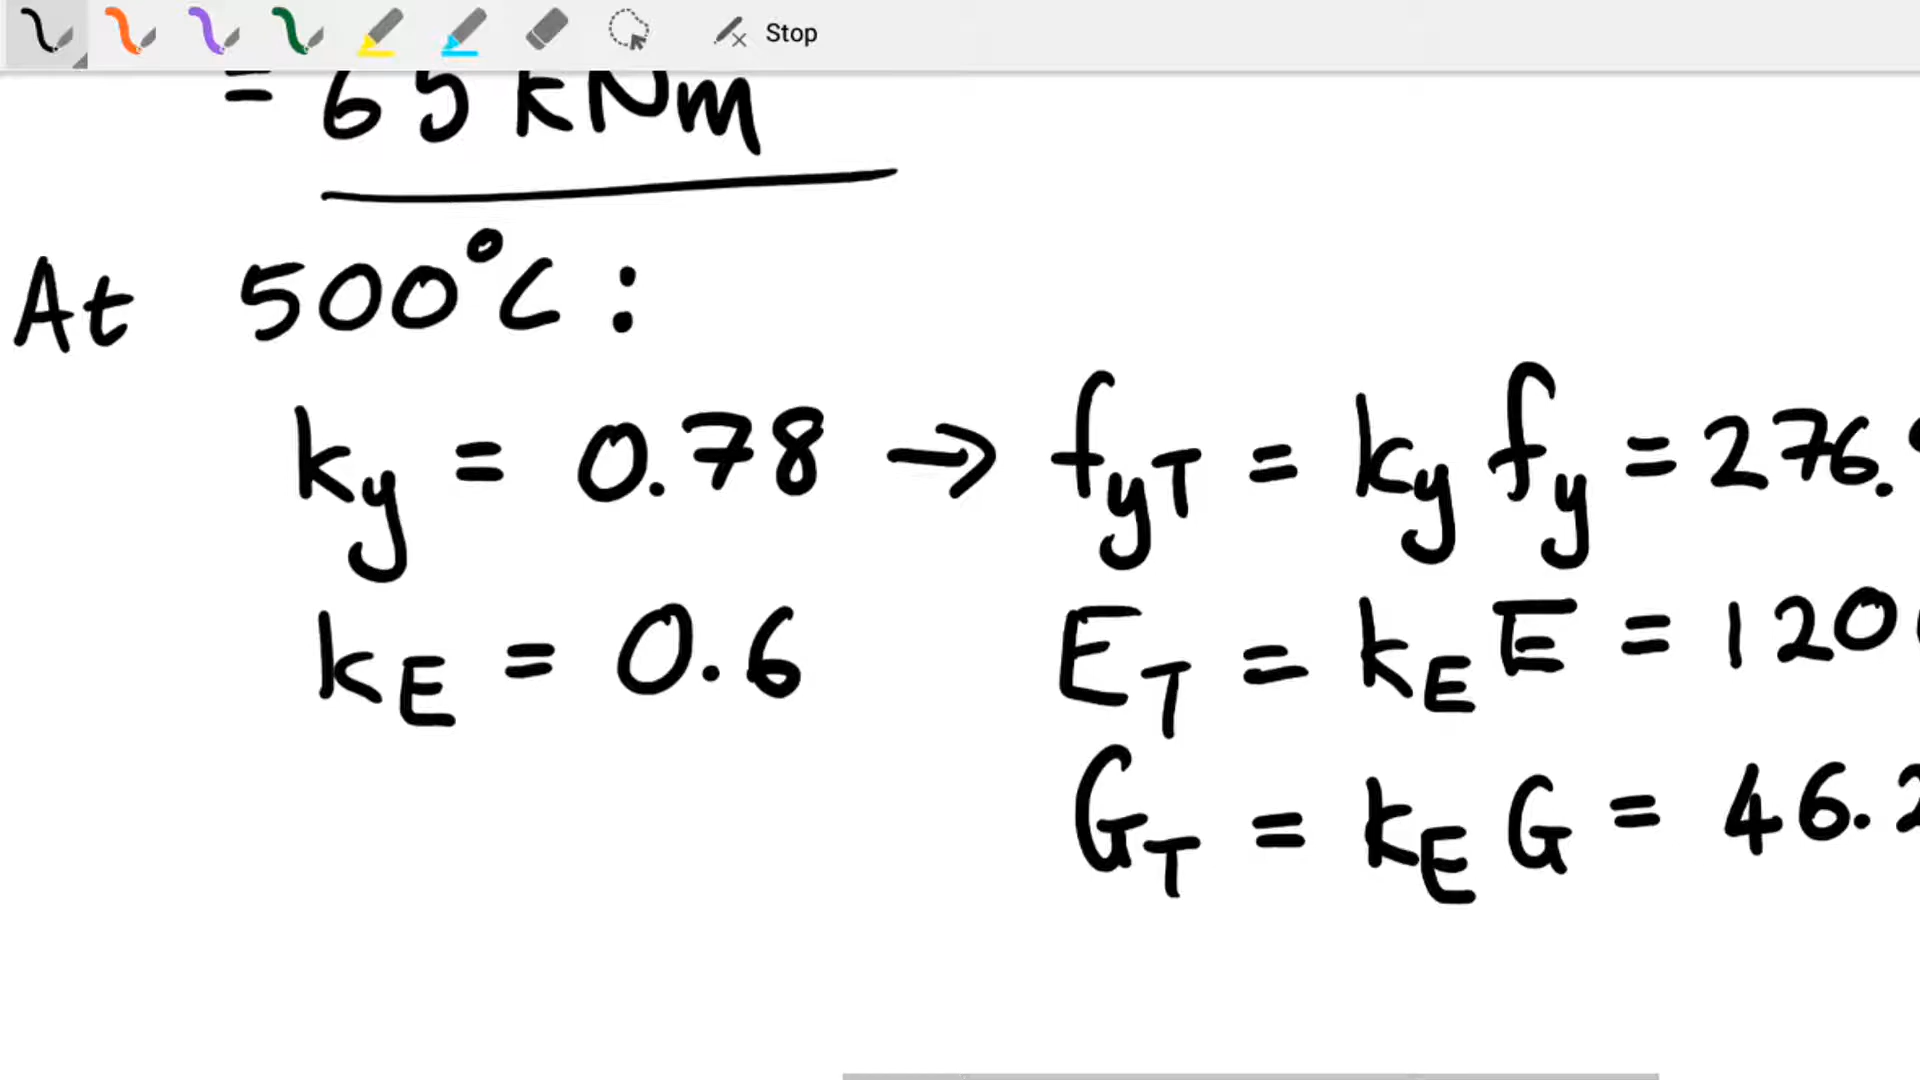 Stop
= 65 kNm
At 500°C :
ky = 0.78 → fyT = ky fy = 276.
kE = 0.6 ET = kE E = 120
GT = kE G = 46.2